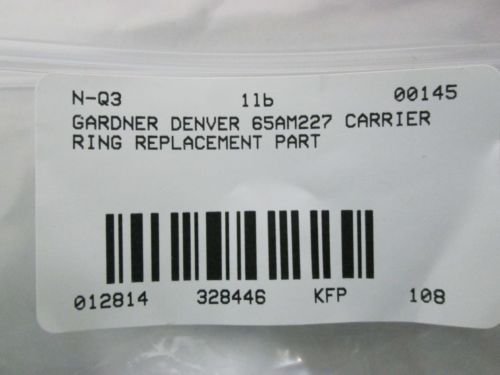 N-Q3 1lb 00145
GARDNER DENVER 65AM227 CARRIER
RING REPLACEMENT PART
012814 328446 KFP 108